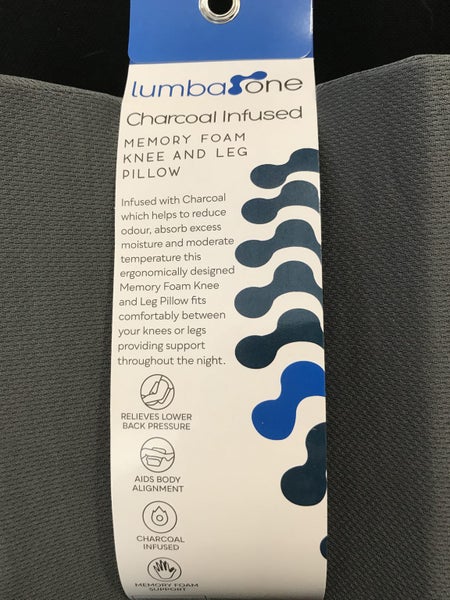 lumbarone
Charcoal Infused
MEMORY FOAM
KNEE AND LEG
PILLOW
Infused with Charcoal
which helps to reduce
odour, absorb excess
moisture and moderate
temperature this
ergonomically designed
Memory Foam Knee
and Leg Pillow fits
comfortably between
your knees or legs
providing support
throughout the night.
RELIEVES LOWER
BACK PRESSURE
AIDS BODY
ALIGNMENT
CHARCOAL
INFUSED
MEMORY FOAM
SUPPORT